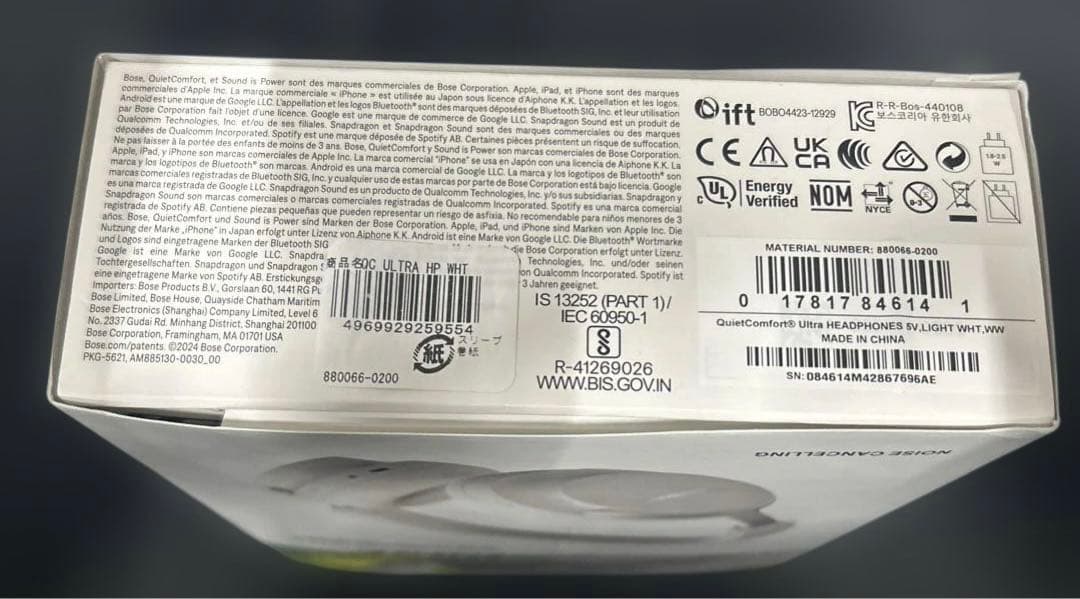 Bose, QuietComfort, et Sound is Power sont des marques commerciales de Bose Corporation. Apple, iPad, et iPhone sont des marques
commerciales d'Apple Inc. La marque commerciale « iPhone » est utilisée au Japon sous licence d'Aiphone K.K. L'appellation et les logos
Android est une marque de Google LLC. L'appellation et les logos Bluetooth® sont des marques déposées de Bluetooth SIG, Inc. et leur utilisation
par Bose Corporation fait l'objet d'une licence. Google est une marque de commerce de Google LLC. Snapdragon Sound est un produit de
Qualcomm Technologies, Inc. et/ou de ses filiales. Snapdragon et Snapdragon Sound sont des marques commerciales ou des marques
déposées de Qualcomm Incorporated. Spotify est une marque déposée de Spotify AB. Certaines pièces présentent un risque de suffocation.
Ne pas laisser à la portée des enfants de moins de 3 ans. Bose, QuietComfort y Sound is Power son marcas comerciales de Bose Corporation.
Apple, iPad, y iPhone son marcas comerciales de Apple Inc. La marca comercial "iPhone" se usa en Japón con una licencia de Aiphone K.K. La
marca y los logotipos de Bluetooth® son marcas. Android es una marca comercial de Google LLC. La marca y los logotipos de Bluetooth® son
marcas comerciales registradas de Bluetooth SIG, Inc. y cualquier uso de estas marcas por parte de Bose Corporation está bajo licencia. Google
es una marca registrada de Google LLC. Snapdragon Sound es un producto de Qualcomm Technologies, Inc. y/o sus subsidiarias. Snapdragon y
Snapdragon Sound son marcas comerciales o marcas comerciales registradas de Qualcomm Incorporated. Spotify es una marca comercial
registrada de Spotify AB. Contiene piezas pequeñas que pueden representar un riesgo de asfixia. No recomendable para niños menores de 3
años. Bose, QuietComfort und Sound is Power sind Marken der Bose Corporation. Apple, iPad, und iPhone sind Marken von Apple Inc. Die
Nutzung der Marke „iPhone" in Japan erfolgt unter Lizenz von Aiphone K.K. Android ist eine Marke von Google LLC. Die Bluetooth® Wortmarke
und Logos sind eingetragene Marken der Bluetooth SIG die Bose Corporation erfolgt unter Lizenz.
Google ist eine Marke von Google LLC. Snapdra Technologies, Inc. und/oder seinen
Tochtergesellschaften. Snapdragon und Snapdragon S on Qualcomm Incorporated. Spotify ist
eine eingetragene Marke von Spotify AB. Erstickungsg 3 Jahren geeignet.
Importers: Bose Products B.V., Gorslaan 60, 1441 RG Pu
Bose Limited, Bose House, Quayside Chatham Maritim
Bose Electronics (Shanghai) Company Limited, Level 6
No. 2337 Gudai Rd. Minhang District, Shanghai 201100
Bose Corporation, Framingham, MA 01701 USA
Bose.com/patents. ©2024 Bose Corporation.
PKG-5621, AM885130-0030_00
商品名QC ULTRA HP WHT
4969929259554
紙
スリーブ
巻紙
880066-0200
IS 13252 (PART 1)/
IEC 60950-1
R-41269026
WWW.BIS.GOV.IN
ift BOBO4423-12929
R-R-Bos-440108
보스코리아 유한회사
CE
UK
CA
c UL
Energy
Verified
NOM
NYCE
0-3
W
MATERIAL NUMBER: 880066-0200
0 17817 84614 1
QuietComfort® Ultra HEADPHONES 5V,LIGHT WHT,WW
MADE IN CHINA
SN: 084614M42867696AE
NOISE CANCELLING